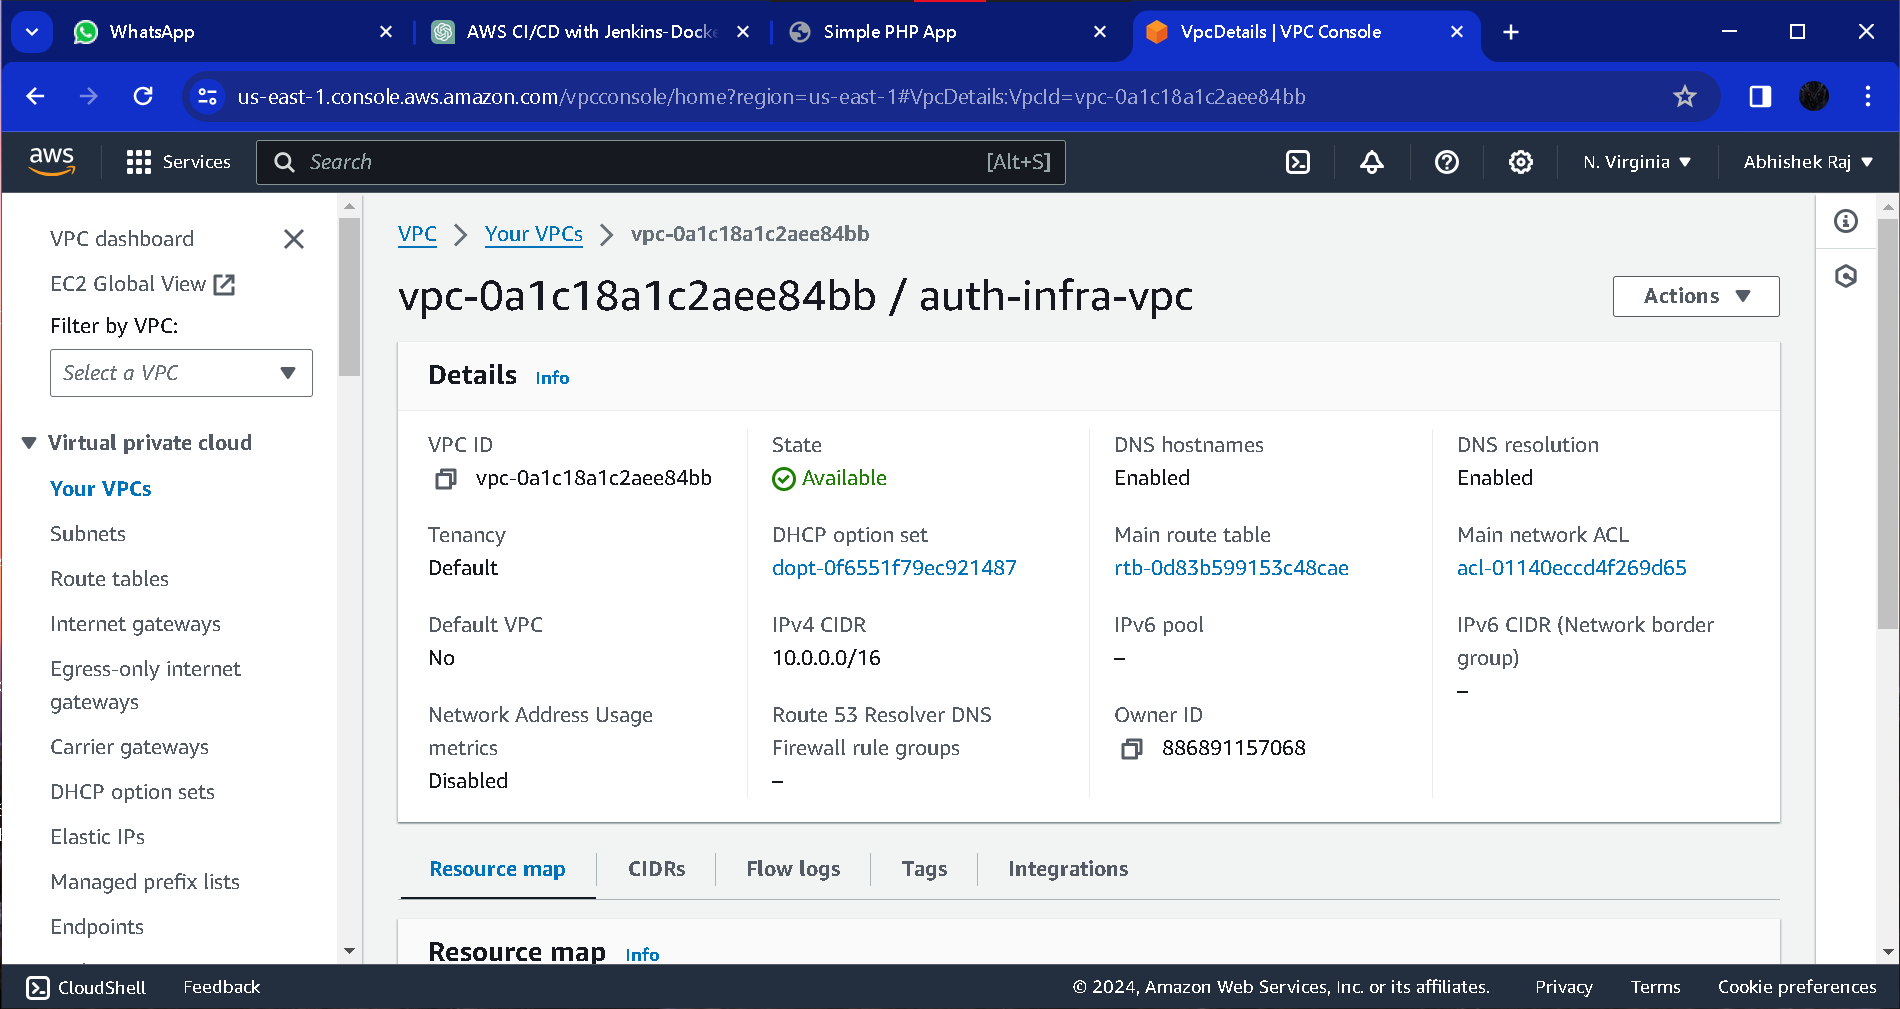 WhatsApp
AWS CI/CD with Jenkins-Docke
Simple PHP App
VpcDetails | VPC Console
us-east-1.console.aws.amazon.com/vpcconsole/home?region=us-east-1#VpcDetails:VpcId=vpc-0a1c18a1c2aee84bb
aws
Services
Search
[Alt+S]
N. Virginia
Abhishek Raj
VPC dashboard
EC2 Global View
Filter by VPC:
Select a VPC
Virtual private cloud
Your VPCs
Subnets
Route tables
Internet gateways
Egress-only internet
gateways
Carrier gateways
DHCP option sets
Elastic IPs
Managed prefix lists
Endpoints
VPC > Your VPCs > vpc-0a1c18a1c2aee84bb
vpc-0a1c18a1c2aee84bb / auth-infra-vpc
Actions
Details Info
VPC ID
vpc-0a1c18a1c2aee84bb
State
Available
DNS hostnames
Enabled
DNS resolution
Enabled
Tenancy
Default
DHCP option set
dopt-0f6551f79ec921487
Main route table
rtb-0d83b599153c48cae
Main network ACL
acl-01140eccd4f269d65
Default VPC
No
IPv4 CIDR
10.0.0.0/16
IPv6 pool
–
IPv6 CIDR (Network border
group)
–
Network Address Usage
metrics
Disabled
Route 53 Resolver DNS
Firewall rule groups
–
Owner ID
886891157068
Resource map
CIDRs
Flow logs
Tags
Integrations
Resource map Info
CloudShell
Feedback
© 2024, Amazon Web Services, Inc. or its affiliates.
Privacy
Terms
Cookie preferences